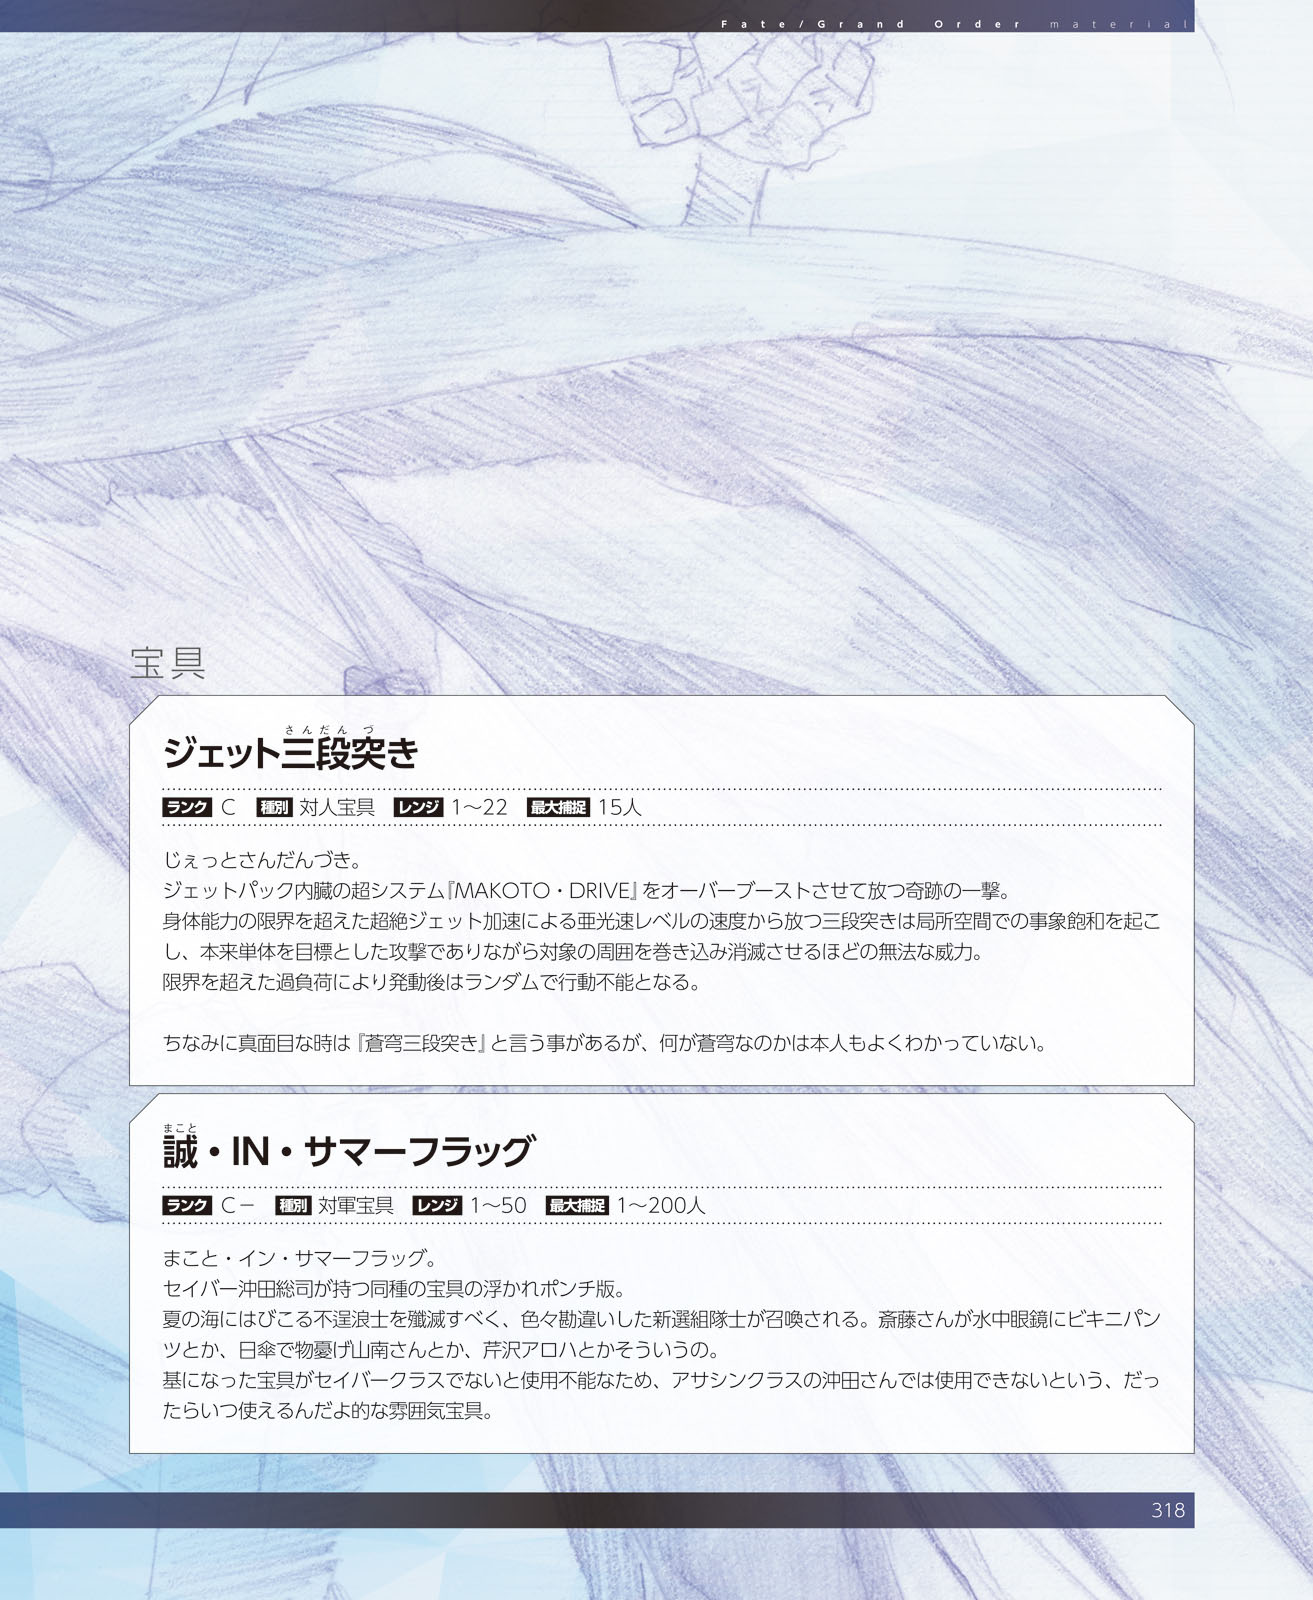 Fate/Grand Order material
宝具
さんだん づ
ジェット三段突き
ランク C 種別 対人宝具 レンジ 1～22 最大捕捉 15人
じぇっとさんだんづき。
ジェットパック内臓の超システム『MAKOTO・DRIVE』をオーバーブーストさせて放つ奇跡の一撃。
身体能力の限界を超えた超絶ジェット加速による亜光速レベルの速度から放つ三段突きは局所空間での事象飽和を起こ
し、本来単体を目標とした攻撃でありながら対象の周囲を巻き込み消滅させるほどの無法な威力。
限界を超えた過負荷により発動後はランダムで行動不能となる。
ちなみに真面目な時は『蒼穹三段突き』と言う事があるが、何が蒼穹なのかは本人もよくわかっていない。
まこと
誠・IN・サマーフラッグ
ランク C− 種別 対軍宝具 レンジ 1～50 最大捕捉 1～200人
まこと・イン・サマーフラッグ。
セイバー沖田総司が持つ同種の宝具の浮かれポンチ版。
夏の海にはびこる不逞浪士を殲滅すべく、色々勘違いした新選組隊士が召喚される。斎藤さんが水中眼鏡にビキニパン
ツとか、日傘で物憂げ山南さんとか、芹沢アロハとかそういうの。
基になった宝具がセイバークラスでないと使用不能なため、アサシンクラスの沖田さんでは使用できないという、だっ
たらいつ使えるんだよ的な雰囲気宝具。
318